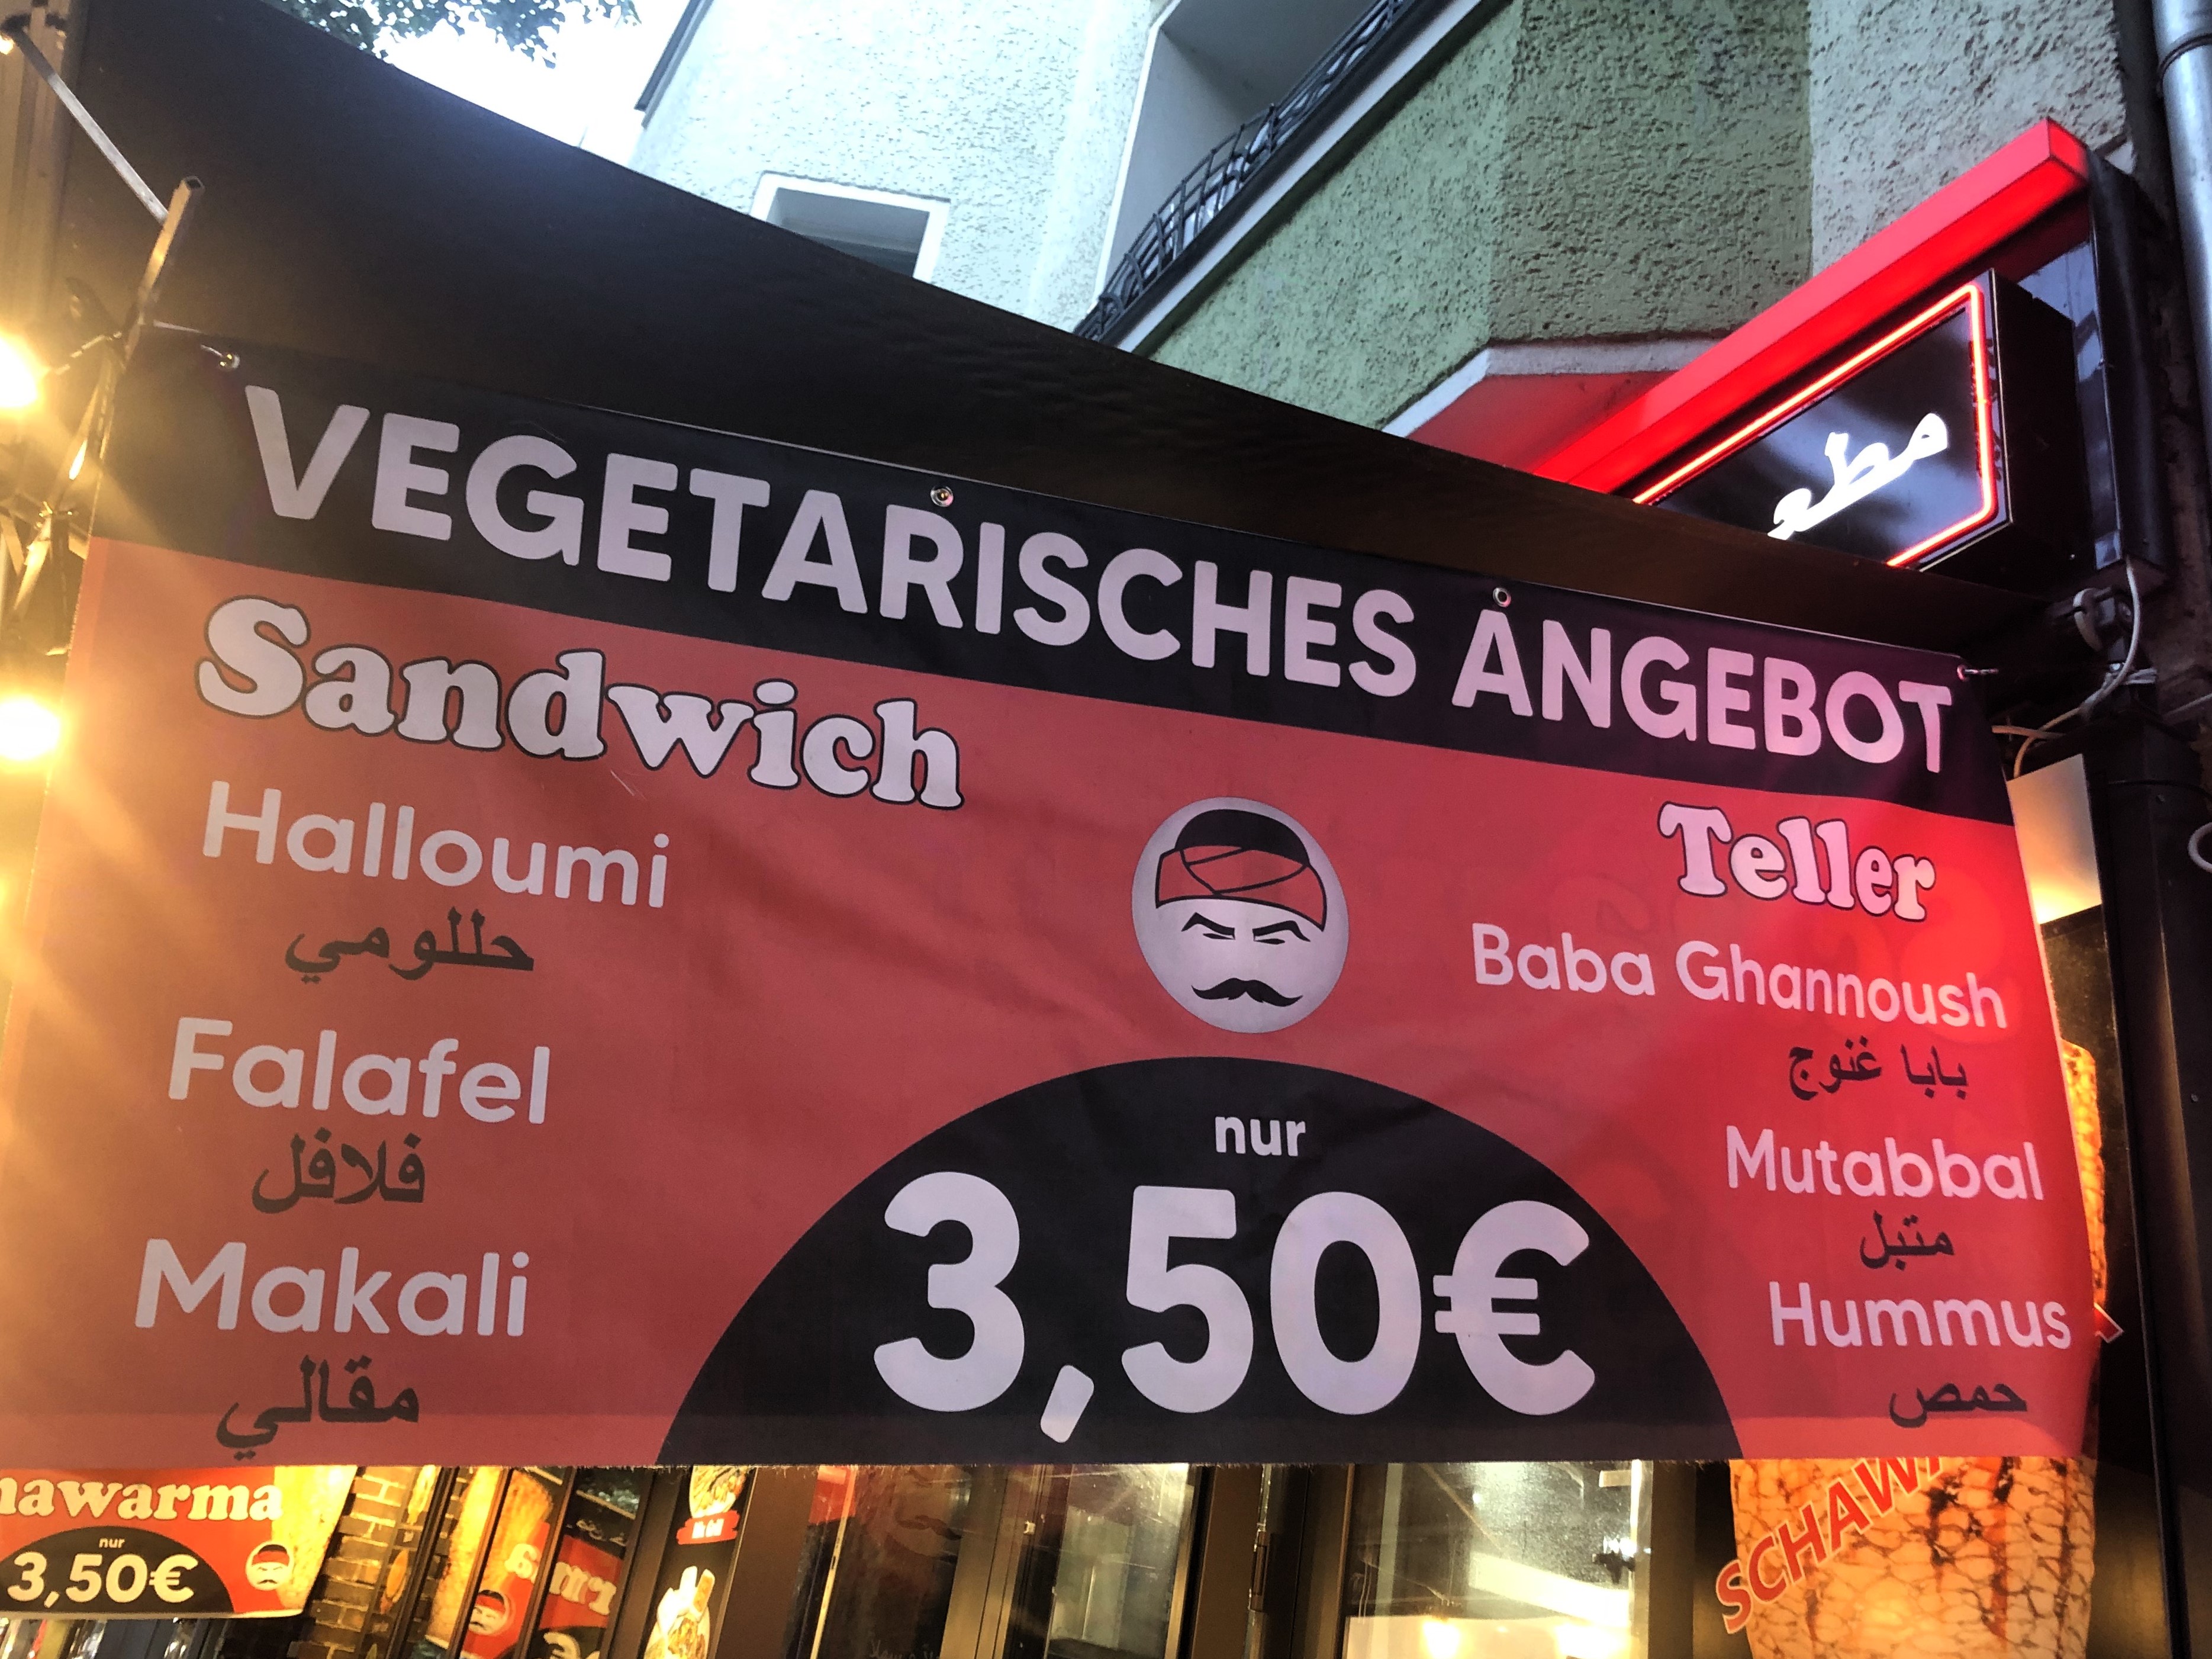 VEGETARISCHES ANGEBOT
Sandwich
Halloumi
حللومي
Falafel
فلافل
Makali
مقالي
Teller
Baba Ghannoush
بابا غنوج
Mutabbal
متبل
Hummus
حمص
nur
3,50€
nur
3,50€